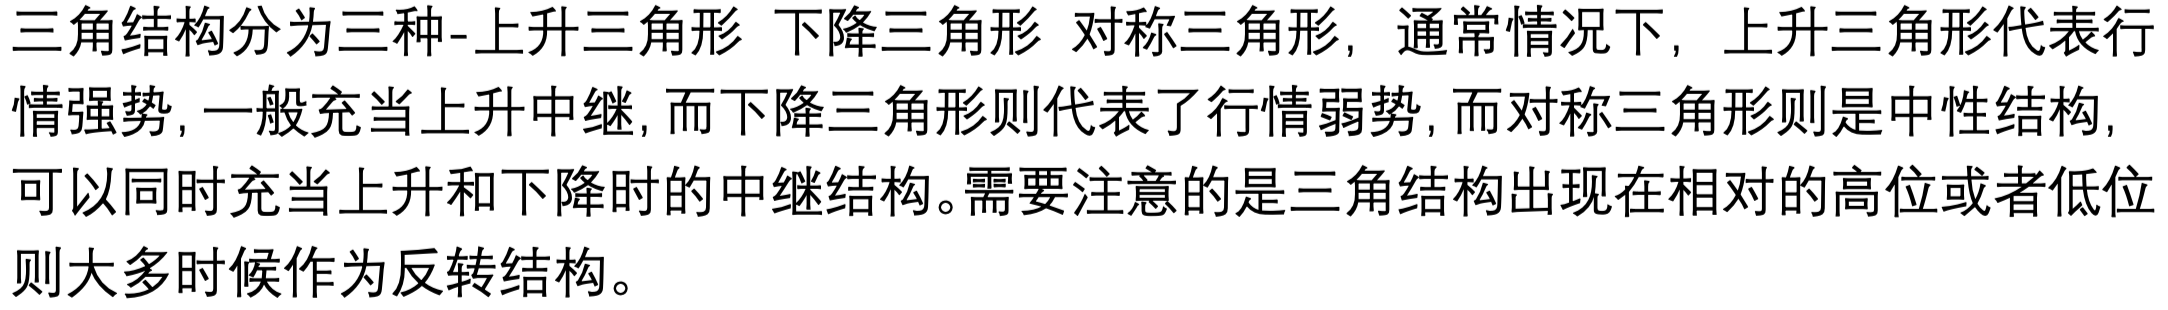 三角结构分为三种-上升三角形 下降三角形 对称三角形，通常情况下，上升三角形代表行
情强势,一般充当上升中继,而下降三角形则代表了行情弱势,而对称三角形则是中性结构,
可以同时充当上升和下降时的中继结构。需要注意的是三角结构出现在相对的高位或者低位
则大多时候作为反转结构。